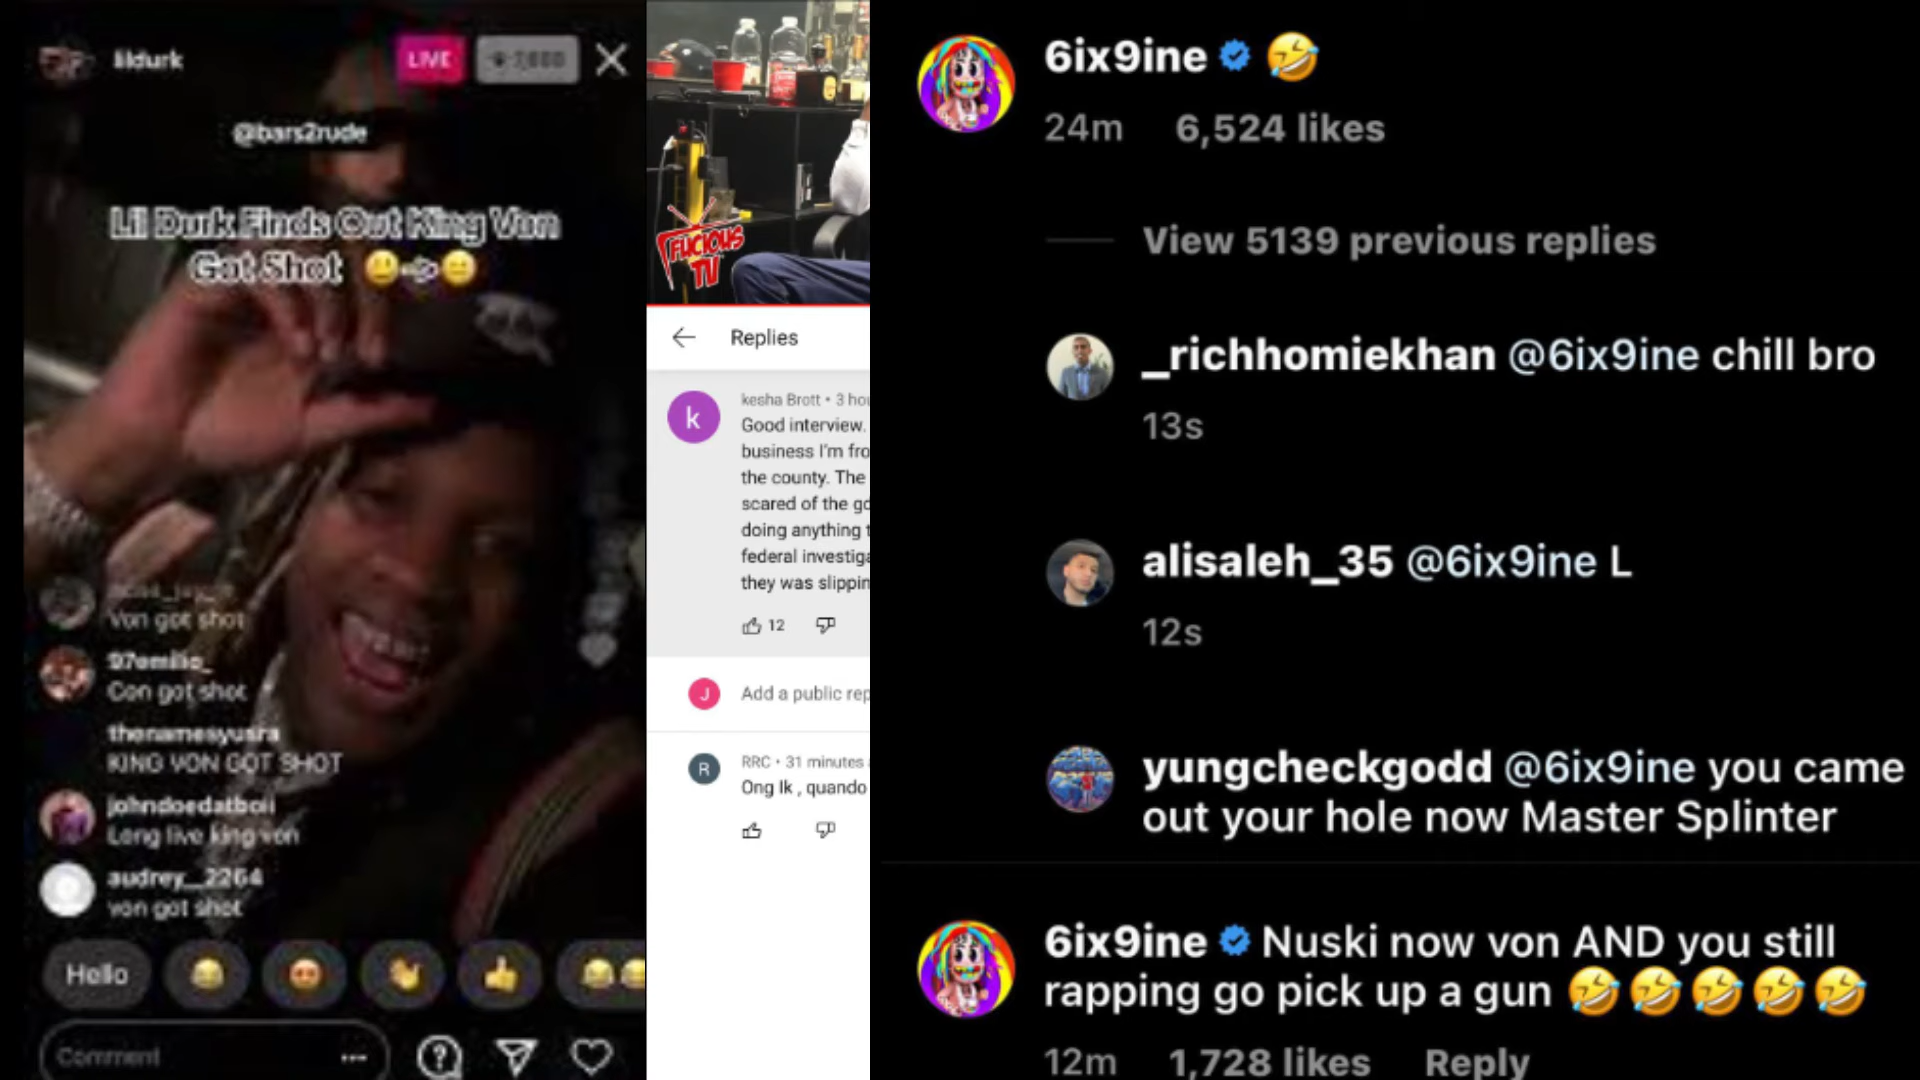 lildurk
LIVE
@bars2rude
Lil Durk Finds Out King Von
Got Shot
Von got shot
97emilio_
Con got shot
thenamesyusra
KING VON GOT SHOT
johndoedatboii
Long live king von
audrey__2264
von got shot
Hello
Comment
FUCIOUS
TV
Replies
k
kesha Brott • 3 hou
Good interview.
business I'm fro
the county. The
scared of the go
doing anything t
federal investiga
they was slippin
12
J
Add a public rep
R
RRC • 31 minutes
Ong lk , quando
6ix9ine 🤣
24m 6,524 likes
View 5139 previous replies
_richhomiekhan @6ix9ine chill bro
13s
alisaleh_35 @6ix9ine L
12s
yungcheckgodd @6ix9ine you came
out your hole now Master Splinter
6ix9ine Nuski now von AND you still
rapping go pick up a gun 🤣🤣🤣🤣🤣
12m 1,728 likes Reply